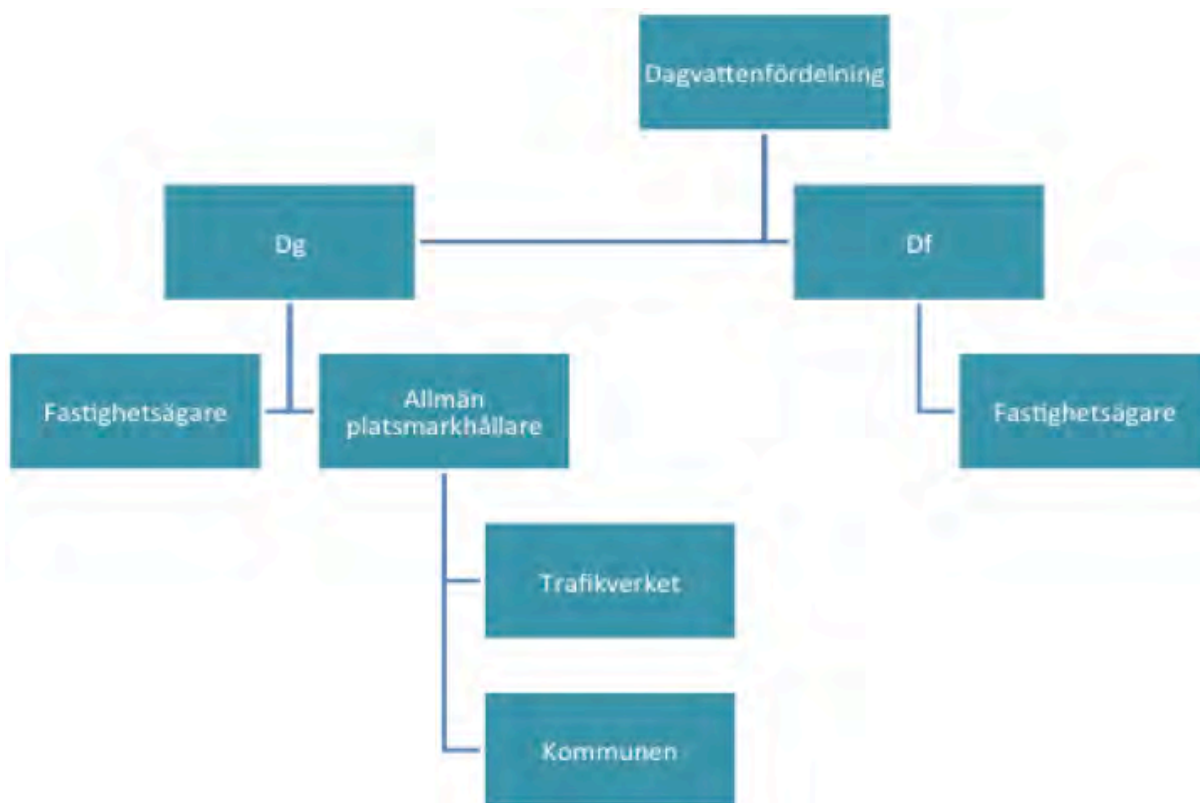 Dagvattenfördelning
Dg
Df
Fastighetsägare
Allmän
platsmarkhållare
Fastighetsägare
Trafikverket
Kommunen